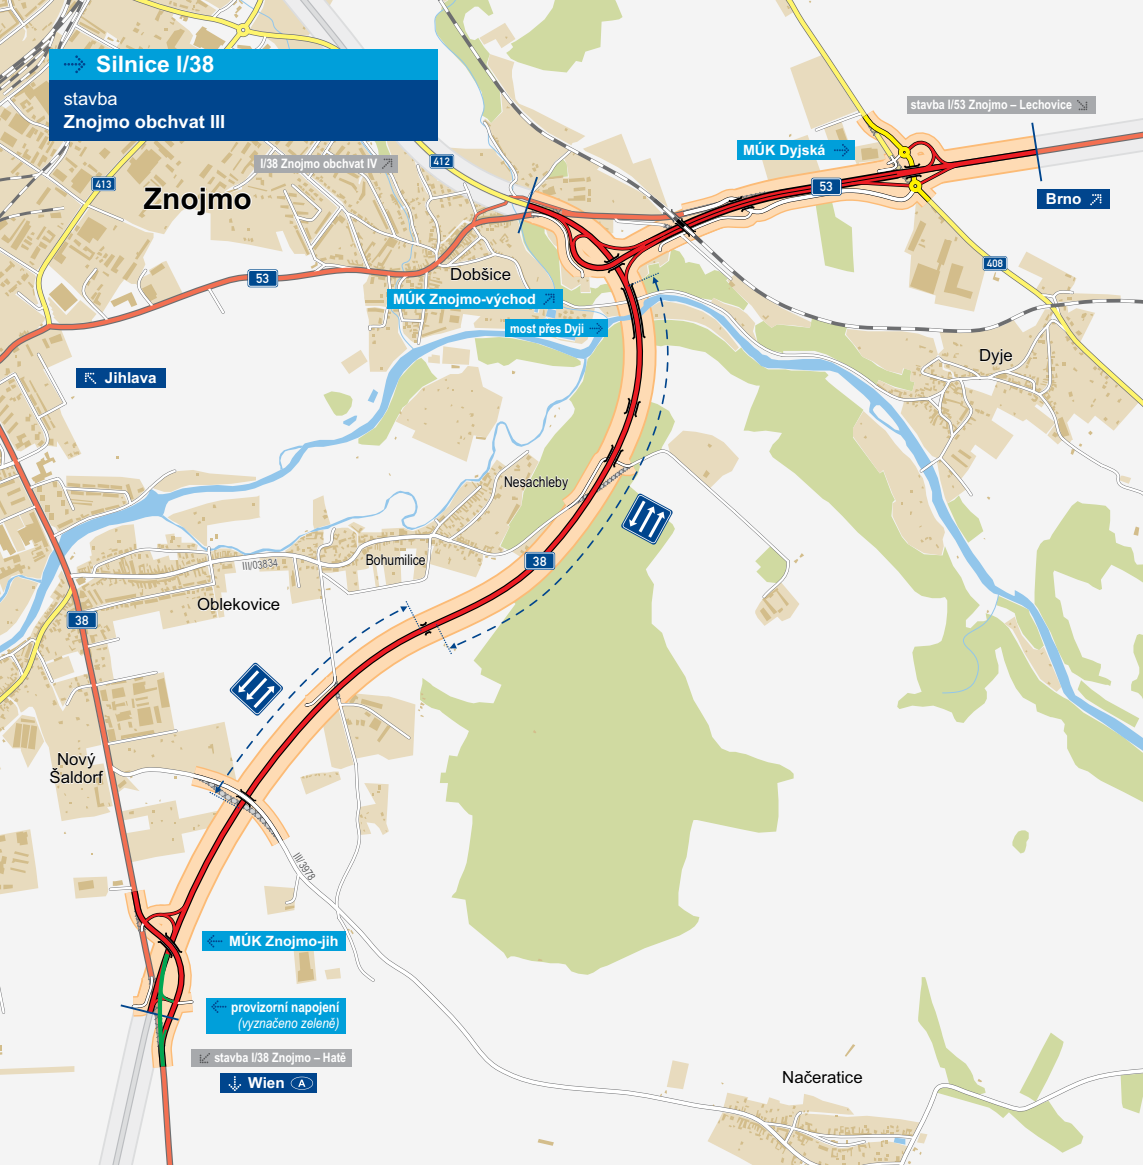 Silnice I/38
stavba
Znojmo obchvat III
stavba I/53 Znojmo – Lechovice
MÚK Dyjská
I/38 Znojmo obchvat IV
412
413
Znojmo
53
Brno
408
53
Dobšice
MÚK Znojmo-východ
most přes Dyji
Dyje
Jihlava
Nesachleby
III/03834
Bohumilice
38
Oblekovice
38
Nový
Šaldorf
III/3978
MÚK Znojmo-jih
provizorní napojení
(vyznačeno zeleně)
stavba I/38 Znojmo – Hatě
Wien A
Načeratice